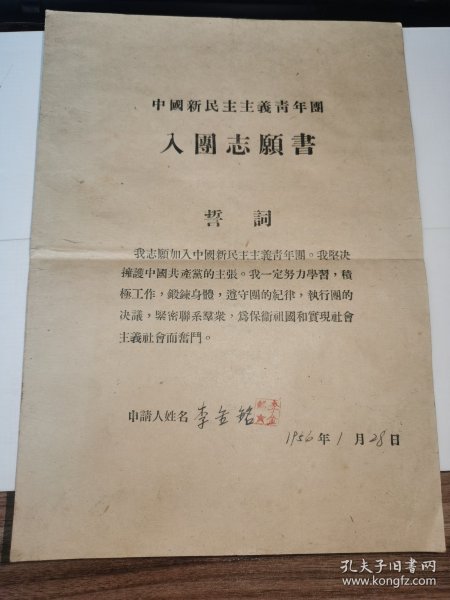 中國新民主主義青年團
入團志願書
誓詞
我志願加入中國新民主主義青年團。我堅决
擁護中國共產黨的主張。我一定努力學習，積
極工作，鍛鍊身體，遵守團的紀律，执行團的
决議，緊密聯系羣衆，爲保衛祖國和實現社會
主義社會而奮鬥。
申請人姓名 李金銘
1956年1月28日
孔夫子旧书网
www.kongfz.com